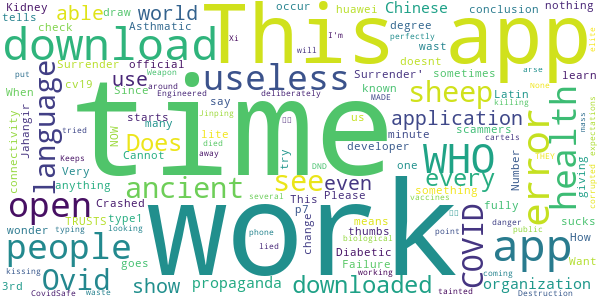 Kidney able draw world occur huawei Chinese degree conclusion nothing
tells Asthmatic This app elite
download check will I'm perfectly wast
put Surrender official doesnt Surrender'
Xi arse
Weapon use useless sometimes known Latin learn
cv19 around sheep killing
When Since Engineered deliberately
connectivity language Jahangir say MADE us application error health
starts time Jinping minute scammers none
tried NOW many lite died developer cartels mass expectations
Does away try DND one WHO Number giving
Cannot see Please every
Very anything ancient even something
open Crashed This COVID fully THEY corrupted
TRUSTS type1 several change p7 thumbs means vaccines danger public
wonder typing looking work phone lied Diabetic biological point app sucks How
people goes Failure working coming Want
kissing Ovid show propaganda downloaded tainted organization
3rd CovidSafe waste Keeps Destruction